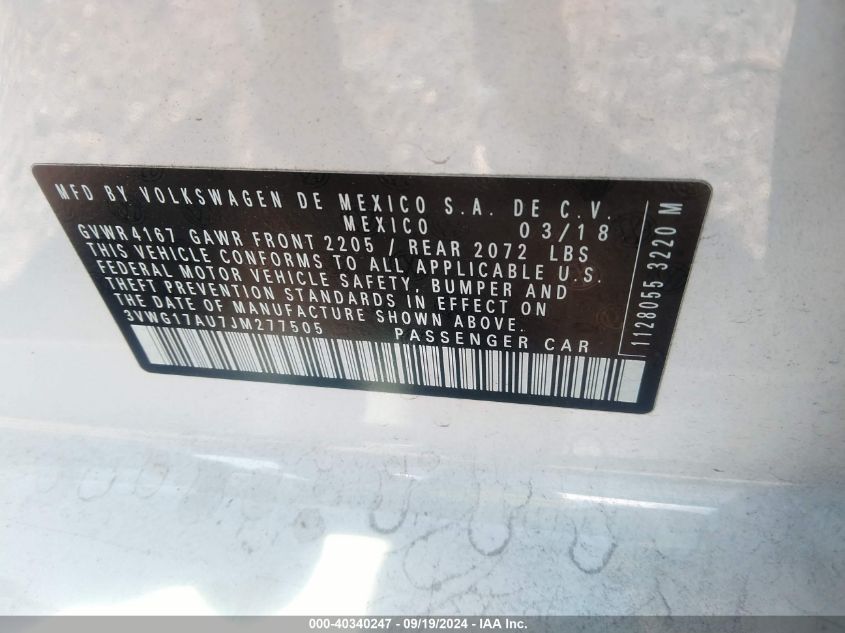 MFD BY VOLKSWAGEN DE MEXICO S.A. DE C.V.
MEXICO 03/18
GVWR4167 GAWR FRONT 2205 / REAR 2072 LBS
THIS VEHICLE CONFORMS TO ALL APPLICABLE U.S.
FEDERAL MOTOR VEHICLE SAFETY, BUMPER AND
THEFT PREVENTION STANDARDS IN EFFECT ON
THE DATE OF MANUFACTURE SHOWN ABOVE.
3VWG17AU7JM277505 PASSENGER CAR
1128055 3220 M
000-40340247 - 09/19/2024 - IAA Inc.